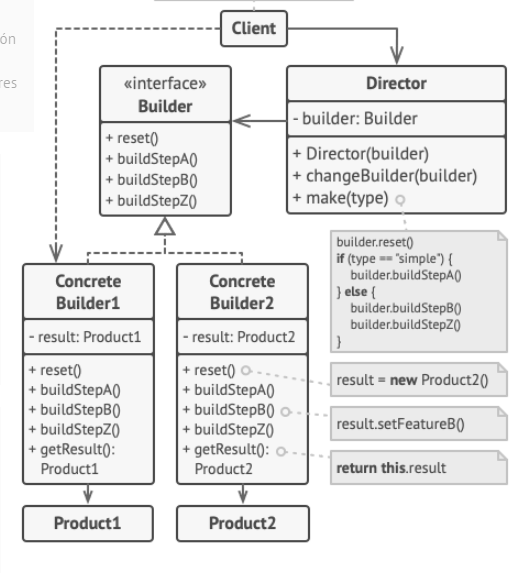 ón
res
Client
«interface»
Builder
+ reset()
+ buildStepA()
+ buildStepB()
+ buildStepZ()
Director
- builder: Builder
+ Director(builder)
+ changeBuilder(builder)
+ make(type)
builder.reset()
if (type == "simple") {
builder.buildStepA()
} else {
builder.buildStepB()
builder.buildStepZ()
}
Concrete
Builder1
- result: Product1
+ reset()
+ buildStepA()
+ buildStepB()
+ buildStepZ()
+ getResult():
Product1
Concrete
Builder2
- result: Product2
+ reset()
+ buildStepA()
+ buildStepB()
+ buildStepZ()
+ getResult():
Product2
result = new Product2()
result.setFeatureB()
return this.result
Product1
Product2